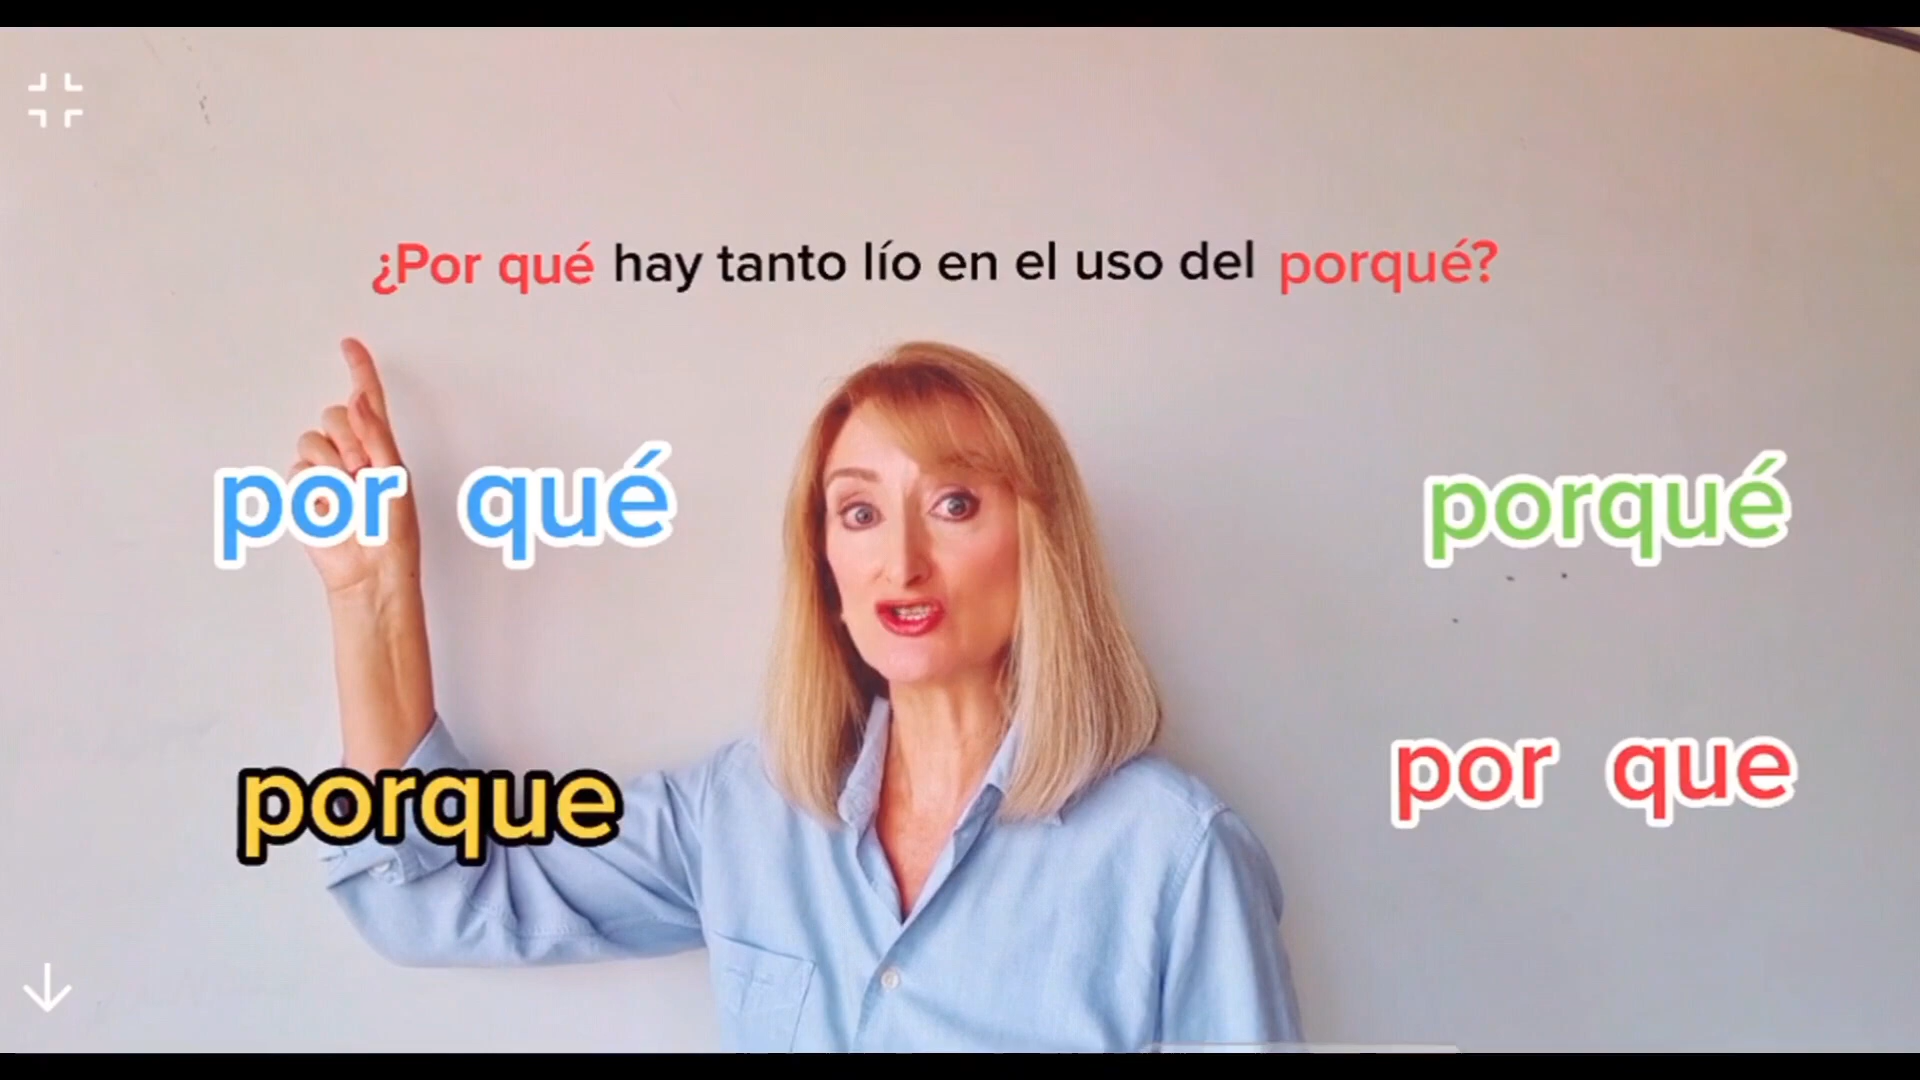 ¿Por qué hay tanto lío en el uso del porqué?
por qué
porqué
porque
por que